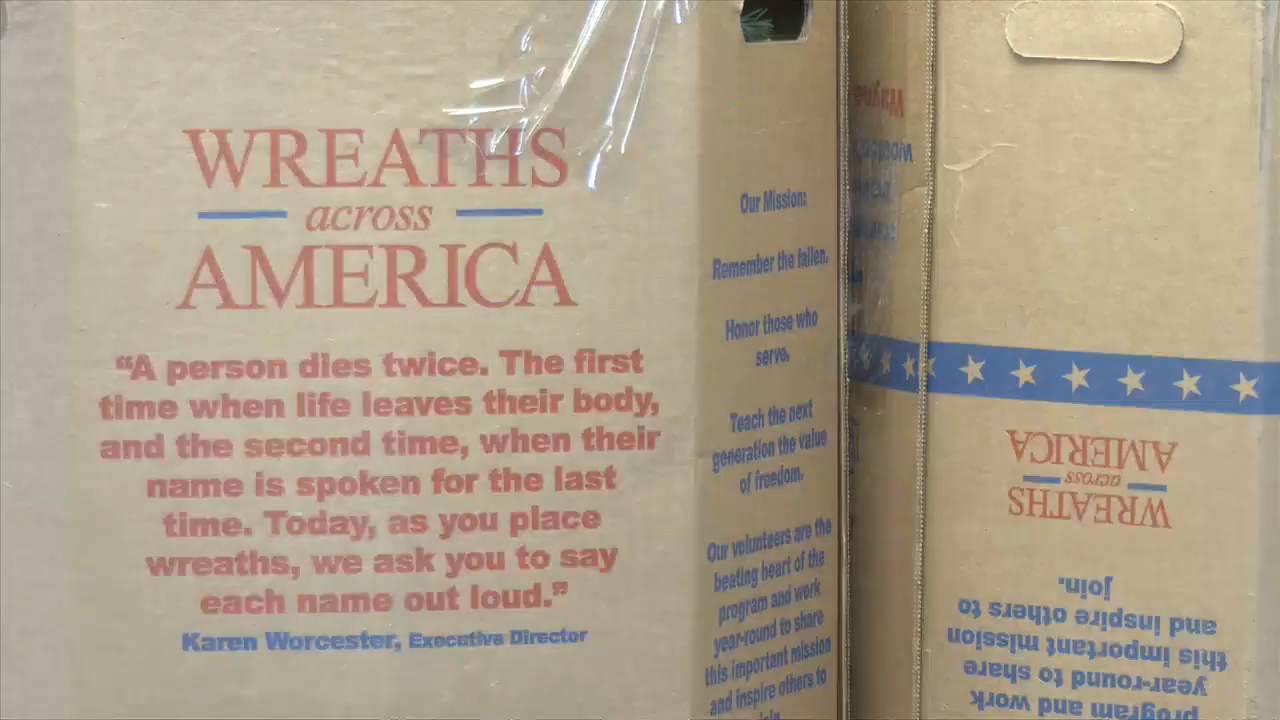 WREATHS
across
AMERICA
“A person dies twice. The first
time when life leaves their body,
and the second time, when their
name is spoken for the last
time. Today, as you place
wreaths, we ask you to say
each name out loud.”
Karen Worcester, Executive Director
Our Mission:
Remember the fallen.
Honor those who
serve.
Teach the next
generation the value
of freedom.
Our volunteers are the
beating heart of the
program and work
year-round to share
this important mission
and inspire others to
join.
Wayne
program and work
year-round to share
this important mission
and inspire others to
join.
WREATHS
across
AMERICA